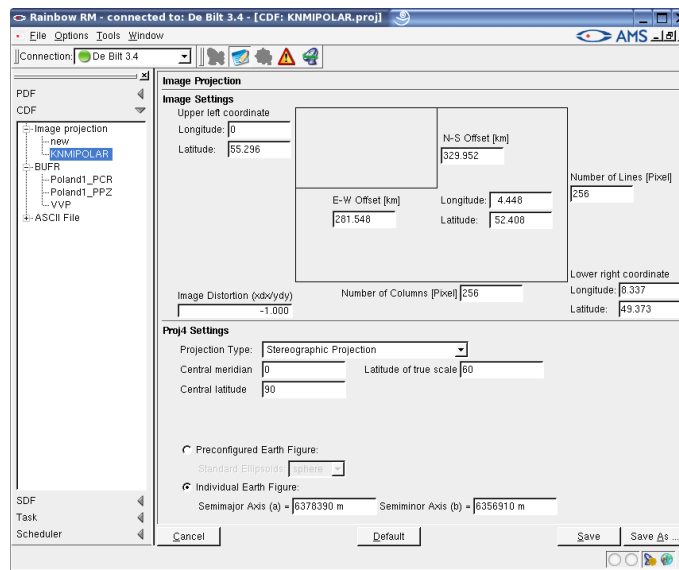 Rainbow RM - connected to: De Bilt 3.4 - [CDF: KNMIPOLAR.proj]
File Options Tools Window
AMS
Connection: De Bilt 3.4
PDF
CDF
Image projection
new
KNMIPOLAR
BUFR
Poland1_PCR
Poland1_PPZ
VVP
ASCII File
SDF
Task
Scheduler
Image Projection
Image Settings
Upper left coordinate
Longitude: 0
Latitude: 55.296
N-S Offset [km]
329.952
Number of Lines [Pixel]
256
E-W Offset [km]
281.548
Longitude: 4.448
Latitude: 52.408
Lower right coordinate
Longitude: 8.337
Latitude: 49.373
Image Distortion (xdx/ydy)
-1.000
Number of Columns [Pixel] 256
Proj4 Settings
Projection Type: Stereographic Projection
Central meridian 0
Latitude of true scale 60
Central latitude 90
Preconfigured Earth Figure:
Standard Ellipsoids: sphere
Individual Earth Figure:
Semimajor Axis (a) = 6378390 m
Semiminor Axis (b) = 6356910 m
Cancel Default Save Save As ...